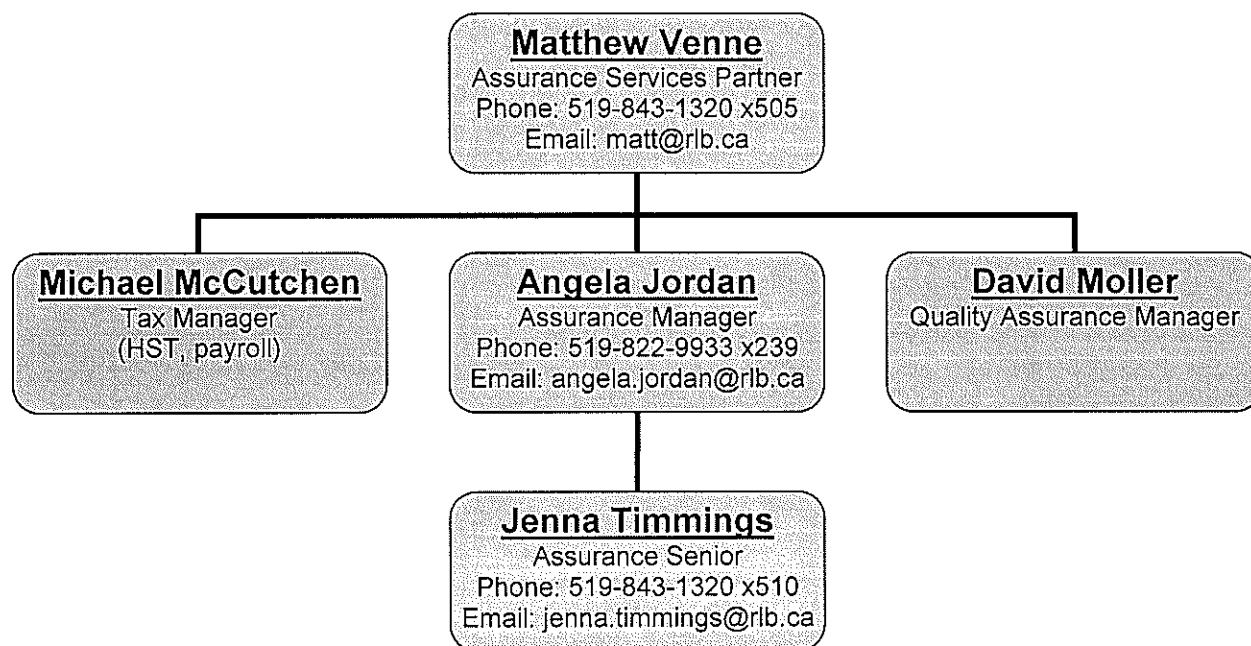 Matthew Venne
Assurance Services Partner
Phone: 519-843-1320 x505
Email: matt@rlb.ca
Michael McCutchen
Tax Manager
(HST, payroll)
Angela Jordan
Assurance Manager
Phone: 519-822-9933 x239
Email: angela.jordan@rlb.ca
David Moller
Quality Assurance Manager
Jenna Timmings
Assurance Senior
Phone: 519-843-1320 x510
Email: jenna.timmings@rlb.ca